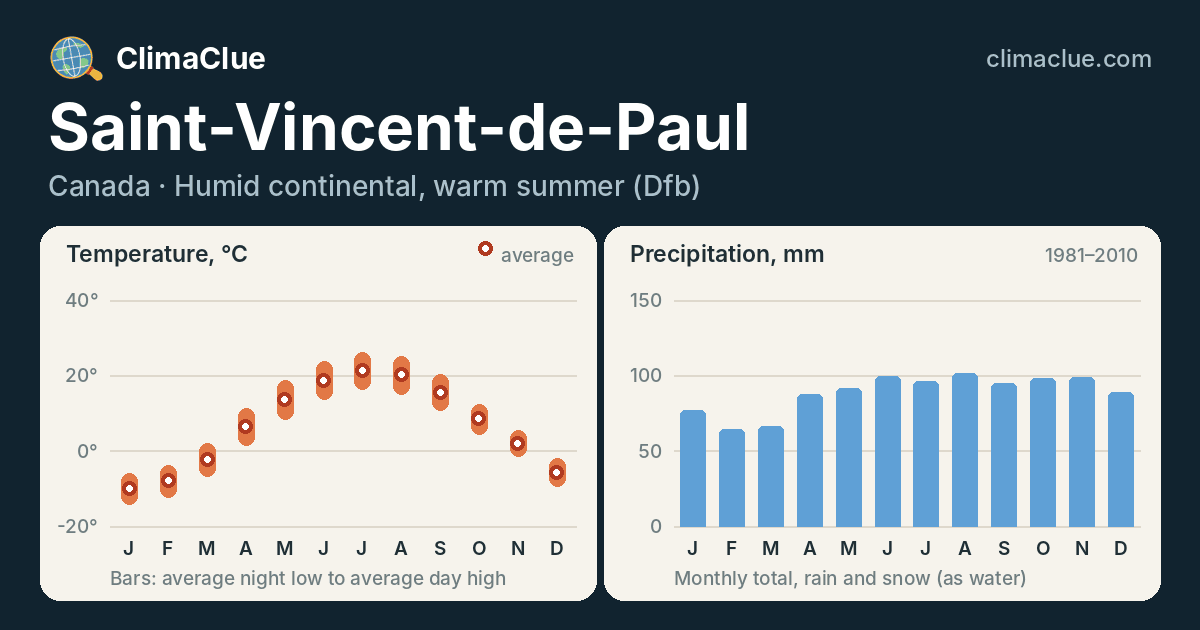 ClimaClue
climaclue.com
Saint-Vincent-de-Paul
Canada · Humid continental, warm summer (Dfb)
Temperature, °C
average
40°
20°
0°
-20°
J F M A M J J A S O N D
Bars: average night low to average day high
Precipitation, mm
1981–2010
150
100
50
0
J F M A M J J A S O N D
Monthly total, rain and snow (as water)